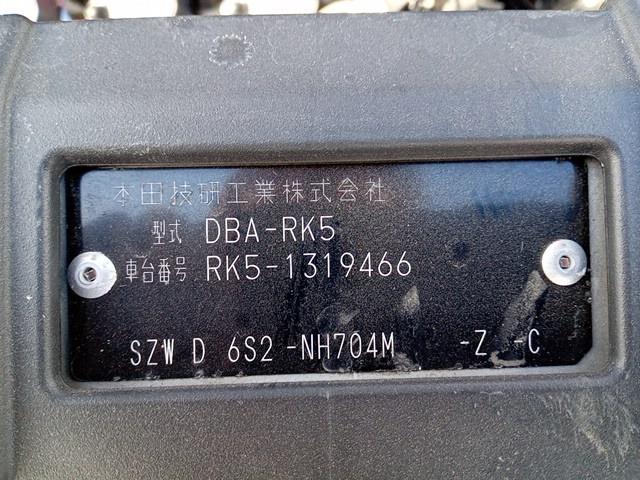 本田技研工業株式会社
型式 DBA-RK5
車台番号 RK5-1319466
SZW D 6S2 -NH704M -Z -C